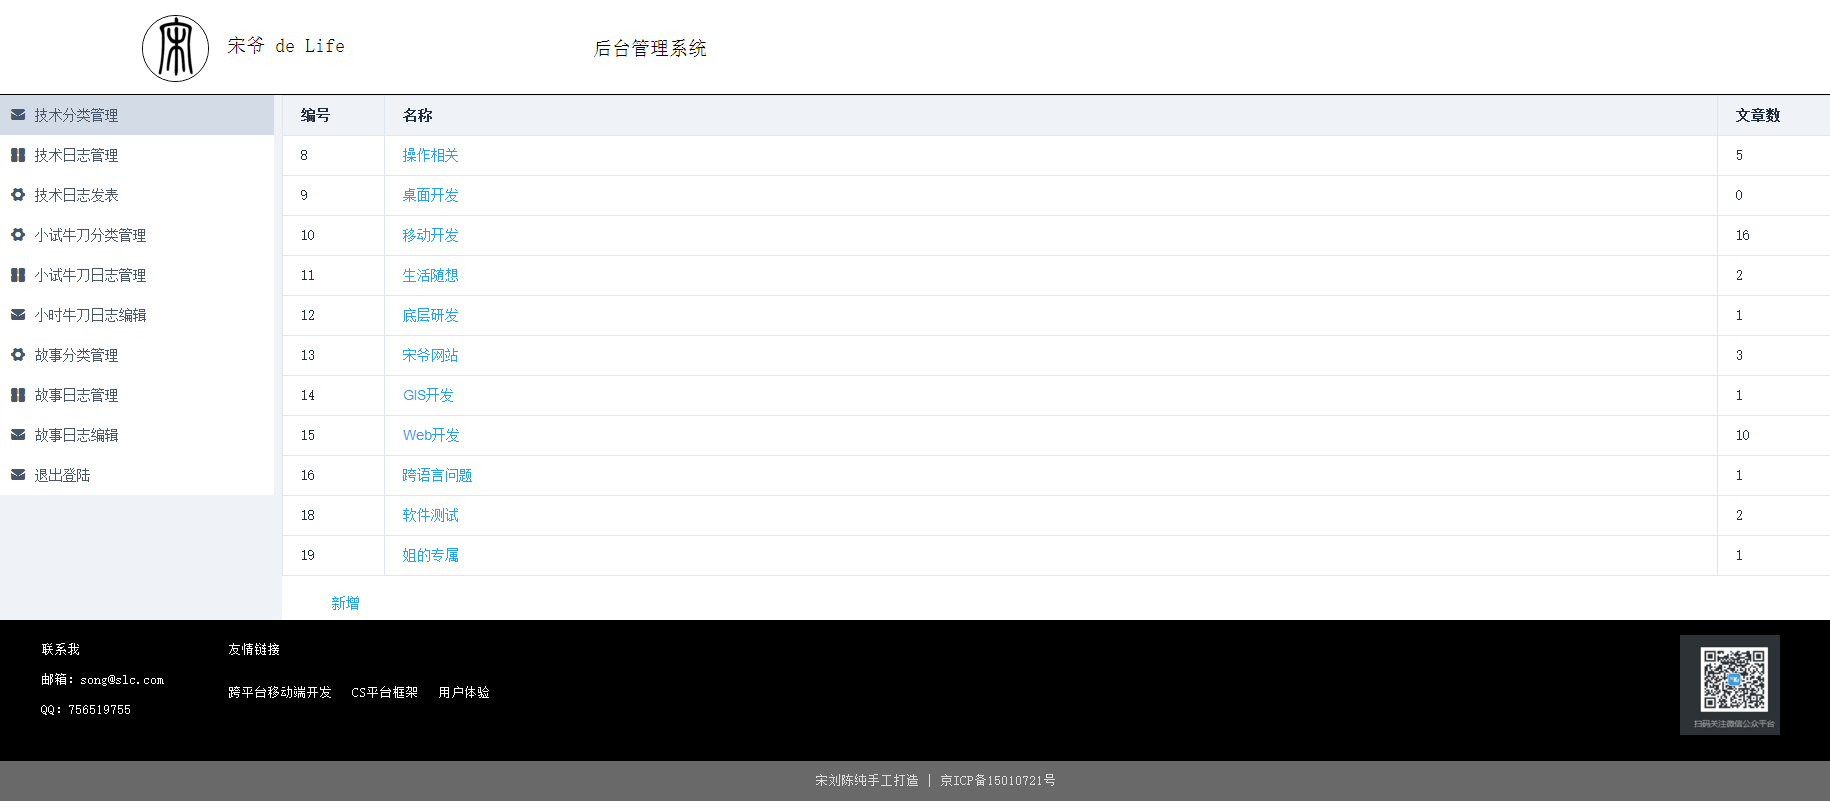 宋爷 de Life
后台管理系统
技术分类管理
技术日志管理
技术日志发表
小试牛刀分类管理
小试牛刀日志管理
小时牛刀日志编辑
故事分类管理
故事日志管理
故事日志编辑
退出登陆
编号 名称 文章数
8 操作相关 5
9 桌面开发 0
10 移动开发 16
11 生活随想 2
12 底层研发 1
13 宋爷网站 3
14 GIS开发 1
15 Web开发 10
16 跨语言问题 1
18 软件测试 2
19 姐的专属 1
新增
联系我
邮箱: song@slc.com
QQ: 756519755
友情链接
跨平台移动端开发 CS平台框架 用户体验
扫码关注微信公众平台
宋刘陈纯手工打造 | 京ICP备15010721号